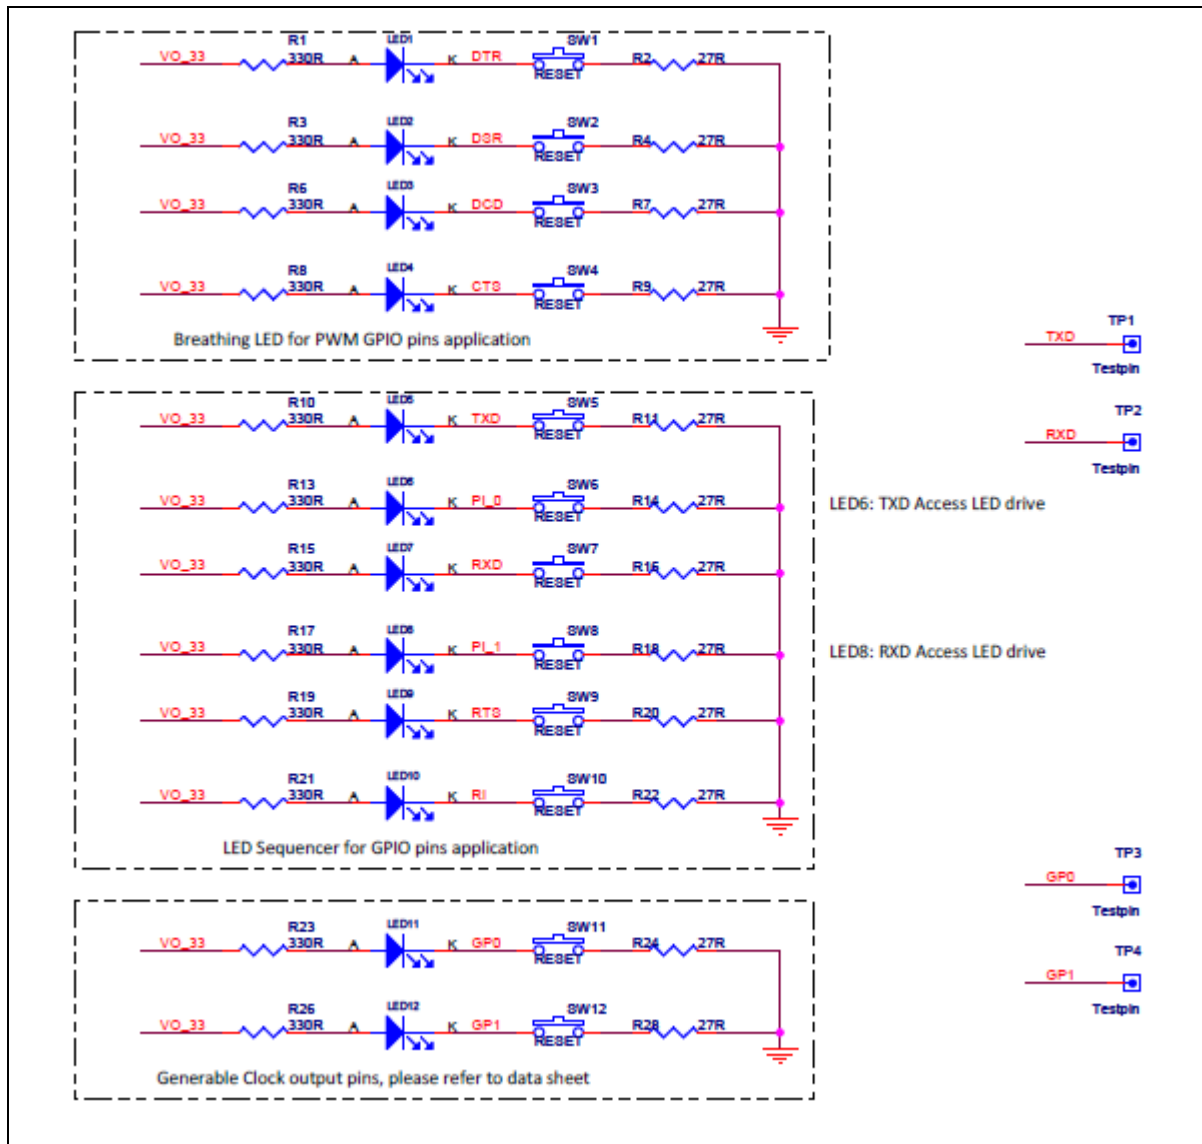 R1 LED1 SW1
VO_33 330R A K DTR RESET R2 27R
R3 LED2 SW2
VO_33 330R A K DSR RESET R4 27R
R6 LED3 SW3
VO_33 330R A K DCD RESET R7 27R
R8 LED4 SW4
VO_33 330R A K CTS RESET R9 27R
Breathing LED for PWM GPIO pins application
TP1
TXD
Testpin
TP2
RXD
Testpin
R10 LED5 SW5
VO_33 330R A K TXD RESET R11 27R
R13 LED6 SW6
VO_33 330R A K PI_0 RESET R14 27R
LED6: TXD Access LED drive
R15 LED7 SW7
VO_33 330R A K RXD RESET R16 27R
R17 LED8 SW8
VO_33 330R A K PI_1 RESET R18 27R
LED8: RXD Access LED drive
R19 LED9 SW9
VO_33 330R A K RTS RESET R20 27R
R21 LED10 SW10
VO_33 330R A K RI RESET R22 27R
LED Sequencer for GPIO pins application
TP3
GP0
Testpin
TP4
GP1
Testpin
R23 LED11 SW11
VO_33 330R A K GP0 RESET R24 27R
R26 LED12 SW12
VO_33 330R A K GP1 RESET R28 27R
Generable Clock output pins, please refer to data sheet